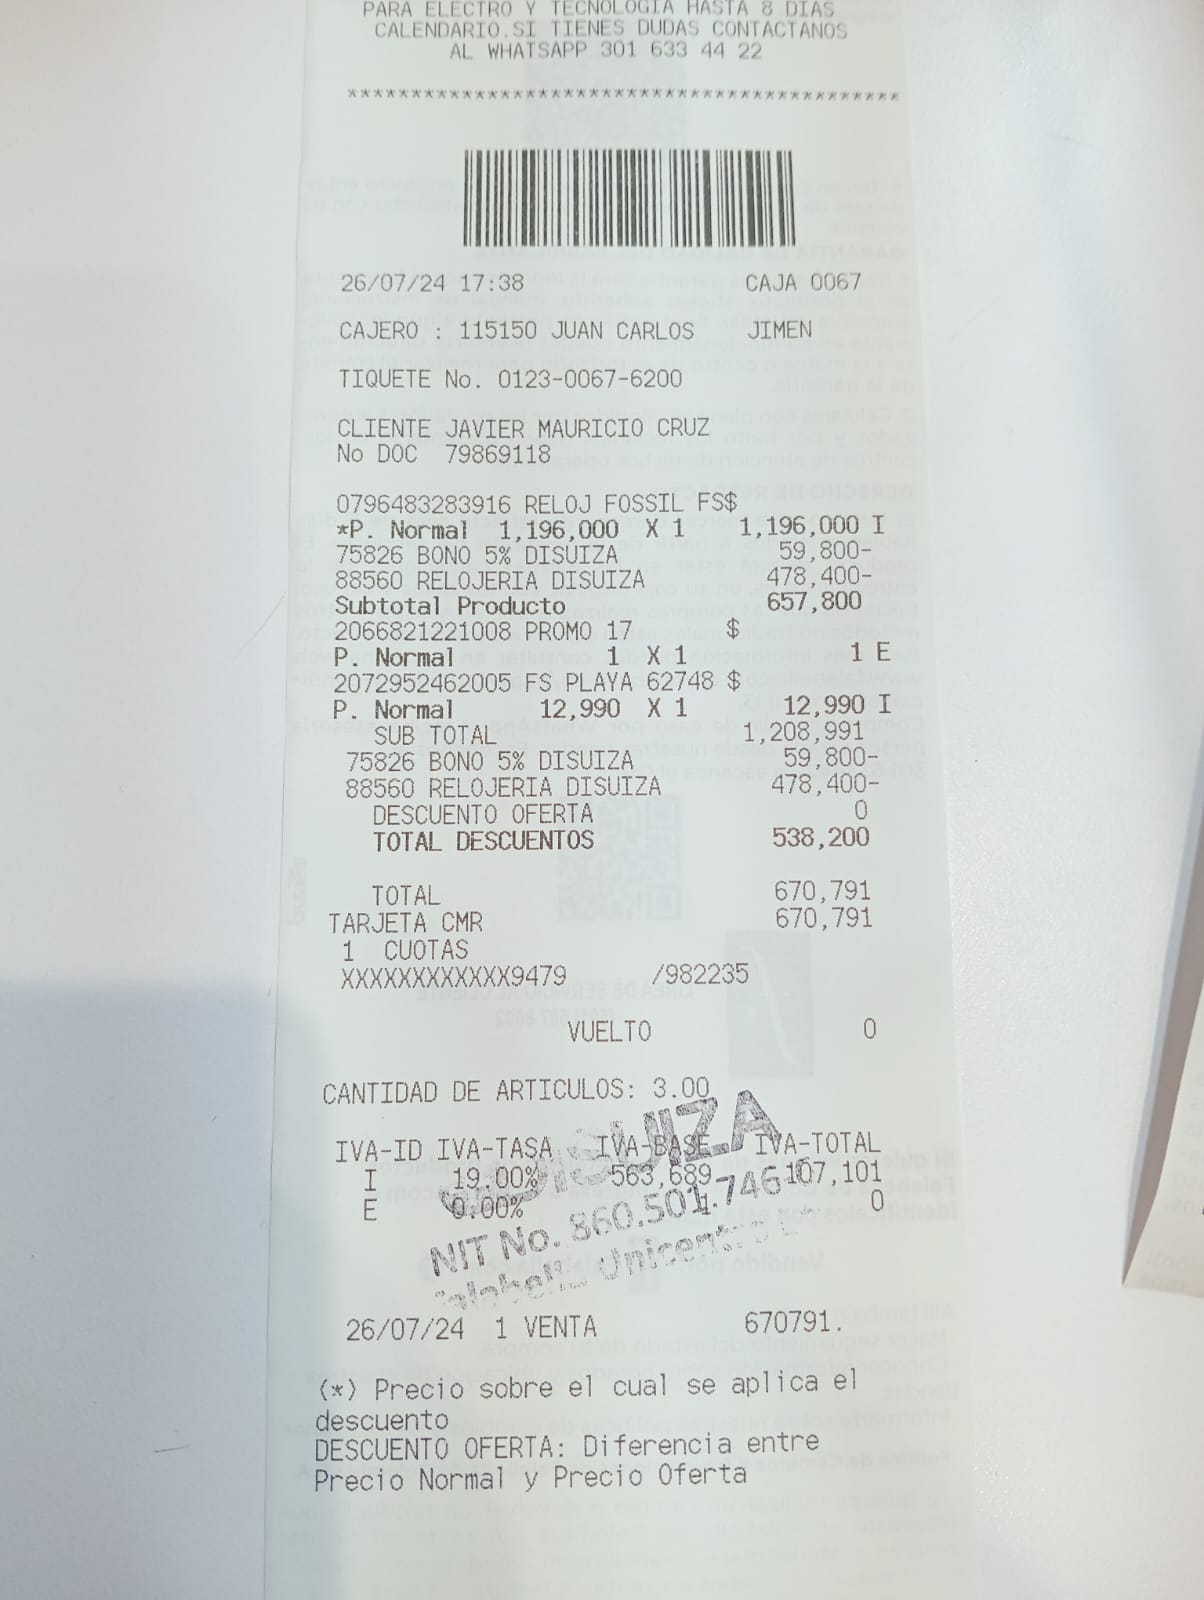 PARA ELECTRO Y TECNOLOGIA HASTA 8 DIAS
CALENDARIO.SI TIENES DUDAS CONTACTANOS
AL WHATSAPP 301 633 44 22
*******************************************
26/07/24 17:38 CAJA 0067
CAJERO : 115150 JUAN CARLOS JIMEN
TIQUETE No. 0123-0067-6200
CLIENTE JAVIER MAURICIO CRUZ
No DOC 79869118
0796483283916 RELOJ FOSSIL FS$
*P. Normal 1,196,000 X 1 1,196,000 I
75826 BONO 5% DISUIZA 59,800-
88560 RELOJERIA DISUIZA 478,400-
Subtotal Producto 657,800
2066821221008 PROMO 17 $
P. Normal 1 X 1 1 E
2072952462005 FS PLAYA 62748 $
P. Normal 12,990 X 1 12,990 I
SUB TOTAL 1,208,991
75826 BONO 5% DISUIZA 59,800-
88560 RELOJERIA DISUIZA 478,400-
DESCUENTO OFERTA 0
TOTAL DESCUENTOS 538,200
TOTAL 670,791
TARJETA CMR 670,791
1 CUOTAS
XXXXXXXXXXXX9479 /982235
VUELTO 0
CANTIDAD DE ARTICULOS: 3.00
IVA-ID IVA-TASA IVA-BASE IVA-TOTAL
I 19.00% 563,689 107,101
E 0.00% 1 0
DISUIZA
NIT No. 860.501.746
Falabella Unicentro
26/07/24 1 VENTA 670791.
(*) Precio sobre el cual se aplica el
descuento
DESCUENTO OFERTA: Diferencia entre
Precio Normal y Precio Oferta